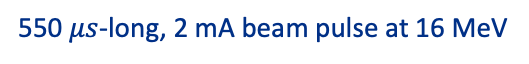 550 μs-long, 2 mA beam pulse at 16 MeV